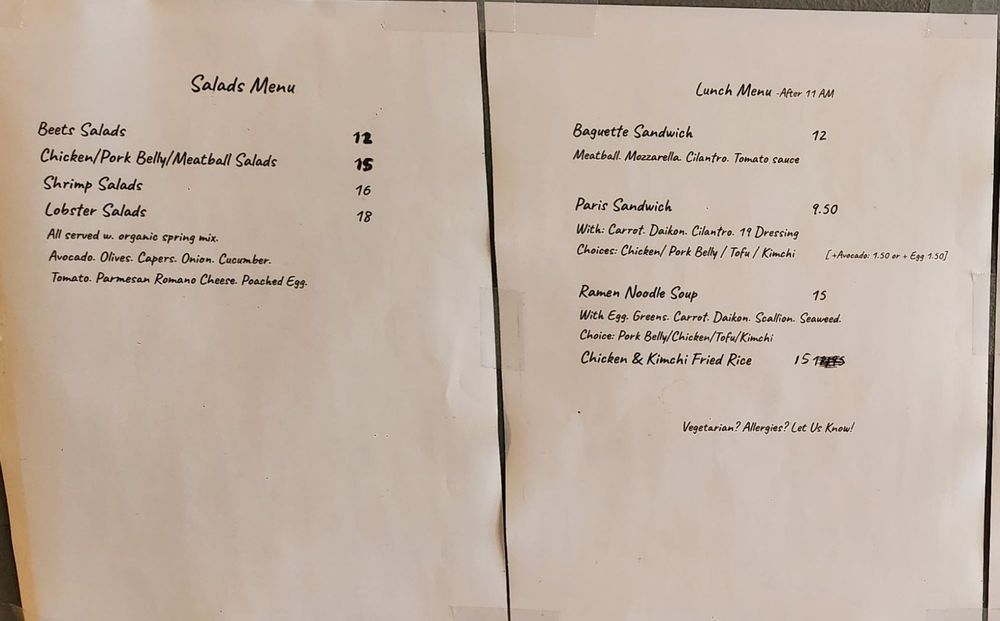 Salads Menu
Beets Salads 12
Chicken/Pork Belly/Meatball Salads 15
Shrimp Salads 16
Lobster Salads 18
All served w. organic spring mix.
Avocado. Olives. Capers. Onion. Cucumber.
Tomato. Parmesan Romano Cheese. Poached Egg.
Lunch Menu -After 11 AM
Baguette Sandwich 12
Meatball. Mozzarella. Cilantro. Tomato sauce
Paris Sandwich 9.50
With: Carrot. Daikon. Cilantro. 19 Dressing
Choices: Chicken/ Pork Belly / Tofu / Kimchi [+Avocado: 1.50 or + Egg 1.50]
Ramen Noodle Soup 15
With Egg. Greens. Carrot. Daikon. Scallion. Seaweed.
Choice: Pork Belly/Chicken/Tofu/Kimchi
Chicken & Kimchi Fried Rice 15
Vegetarian? Allergies? Let Us Know!